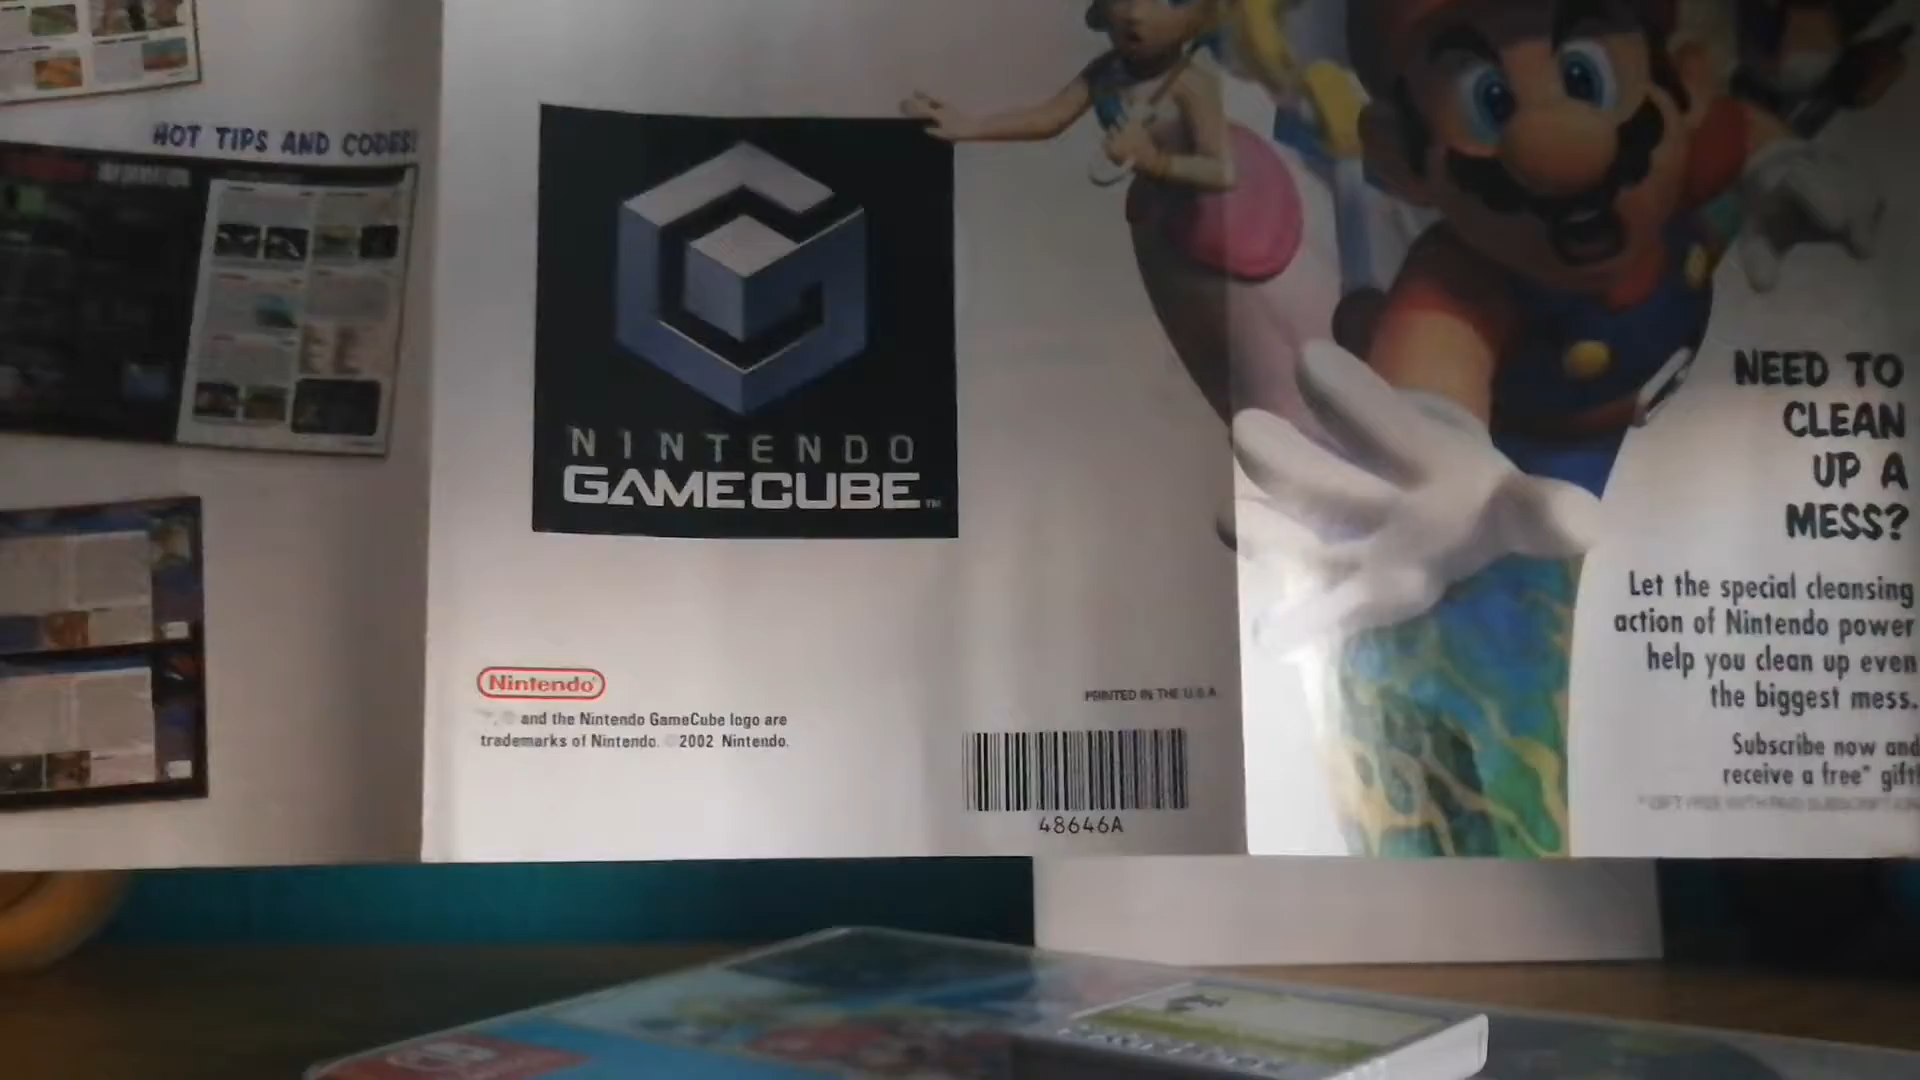 HOT TIPS AND CODES!
INFORMATION
NINTENDO
GAMECUBE™
Nintendo®
and the Nintendo GameCube logo are
trademarks of Nintendo. ©2002 Nintendo.
PRINTED IN THE U.S.A.
48646A
NEED TO
CLEAN
UP A
MESS?
Let the special cleansing
action of Nintendo power
help you clean up even
the biggest mess.
Subscribe now and
receive a free* gift!